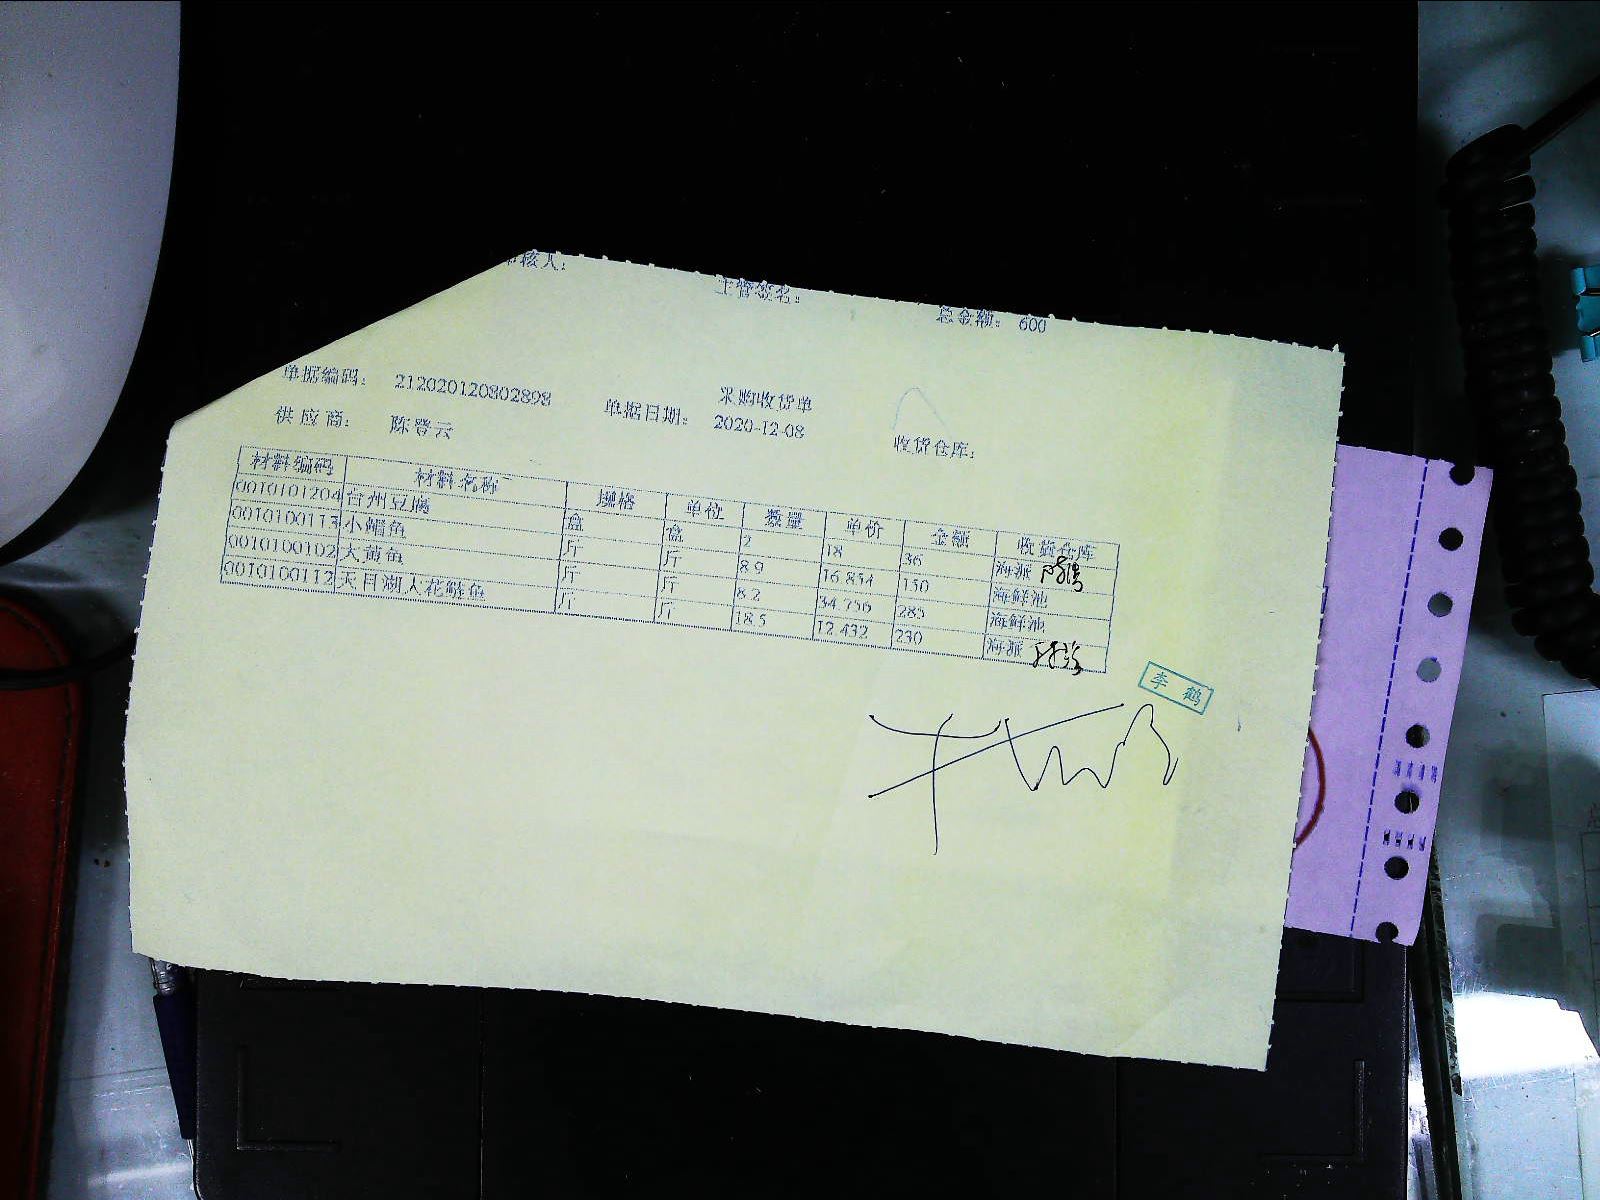 核人：
主管签名：
总金额： 600
采购收货单
单据编码： 212020120802898
单据日期： 2020-12-08
收货仓库：
供应商： 陈登云
材料编码 材料名称 规格 单位 数量 单价 金额 收货仓库
0010101204 台州豆腐 盒 盒 2 18 36 海派
0010100113 小鲳鱼 斤 斤 8.9 16.854 150 海鲜池
0010100102 大黄鱼 斤 斤 8.2 34.756 285 海鲜池
0010100112 天目湖大花鲢鱼 斤 斤 18.5 12.432 230 海派
李鹤